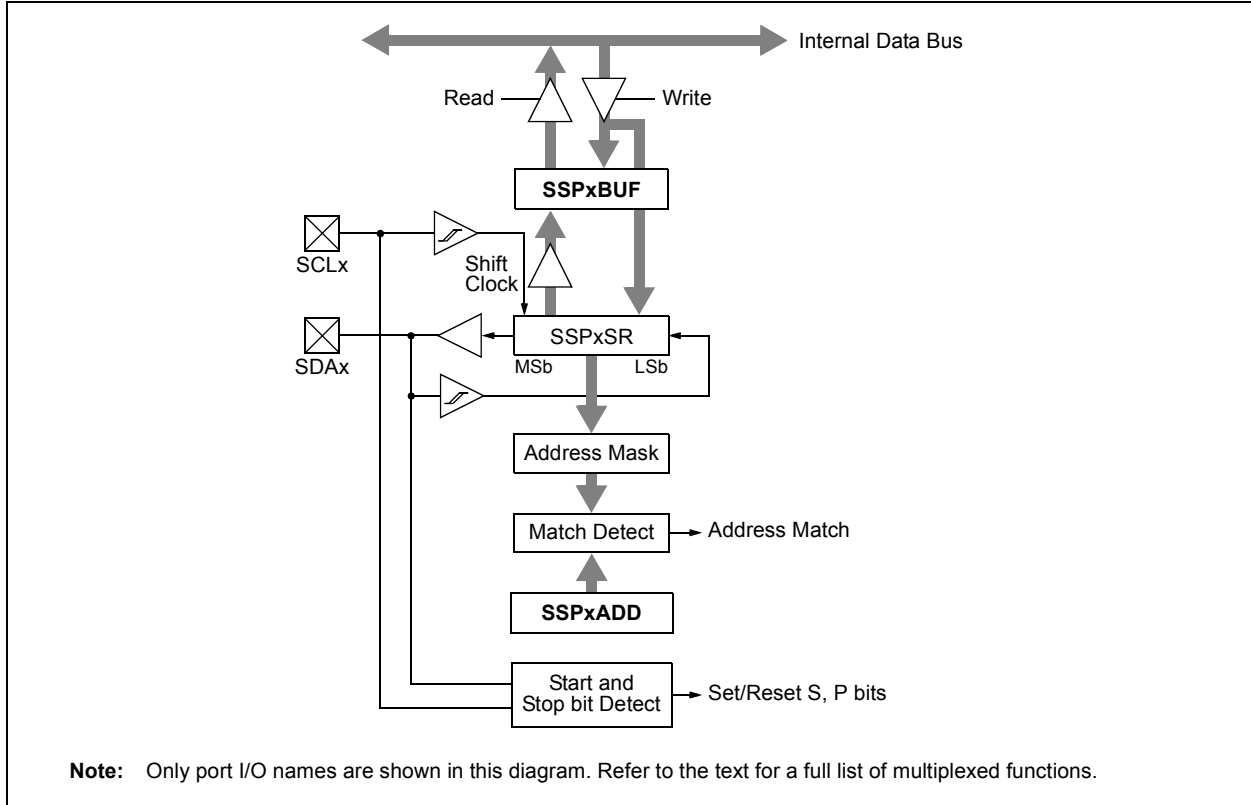 Internal Data Bus
Read
Write
SSPxBUF
SCLx
Shift
Clock
SSPxSR
SDAx
MSb
LSb
Address Mask
Match Detect
Address Match
SSPxADD
Start and
Stop bit Detect
Set/Reset S, P bits
Note: Only port I/O names are shown in this diagram. Refer to the text for a full list of multiplexed functions.